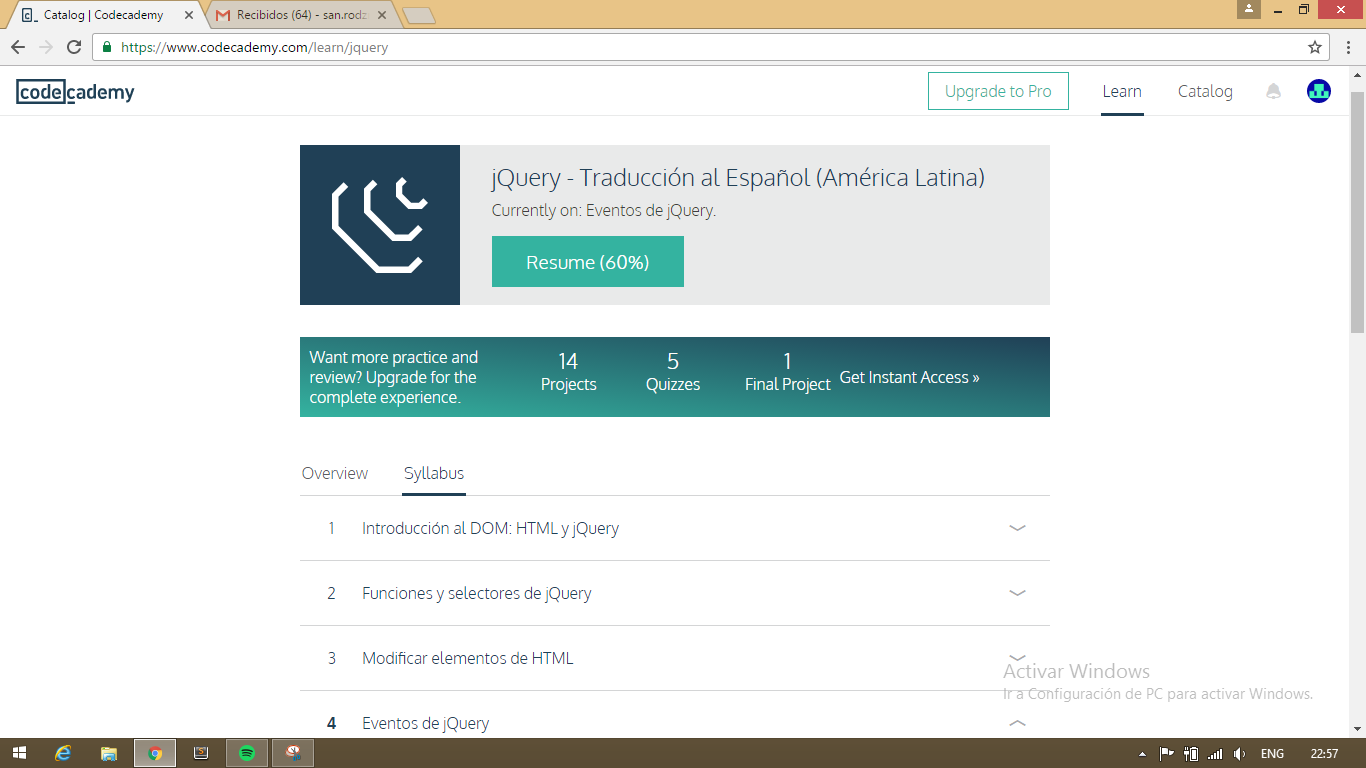 Catalog | Codecademy
Recibidos (64) - san.rodz
https://www.codecademy.com/learn/jquery
codecademy
Upgrade to Pro
Learn
Catalog
jQuery - Traducción al Español (América Latina)
Currently on: Eventos de jQuery.
Resume (60%)
Want more practice and
review? Upgrade for the
complete experience.
14
Projects
5
Quizzes
1
Final Project
Get Instant Access »
Overview
Syllabus
1 Introducción al DOM: HTML y jQuery
2 Funciones y selectores de jQuery
3 Modificar elementos de HTML
4 Eventos de jQuery
Activar Windows
Ir a Configuración de PC para activar Windows.
ENG
22:57